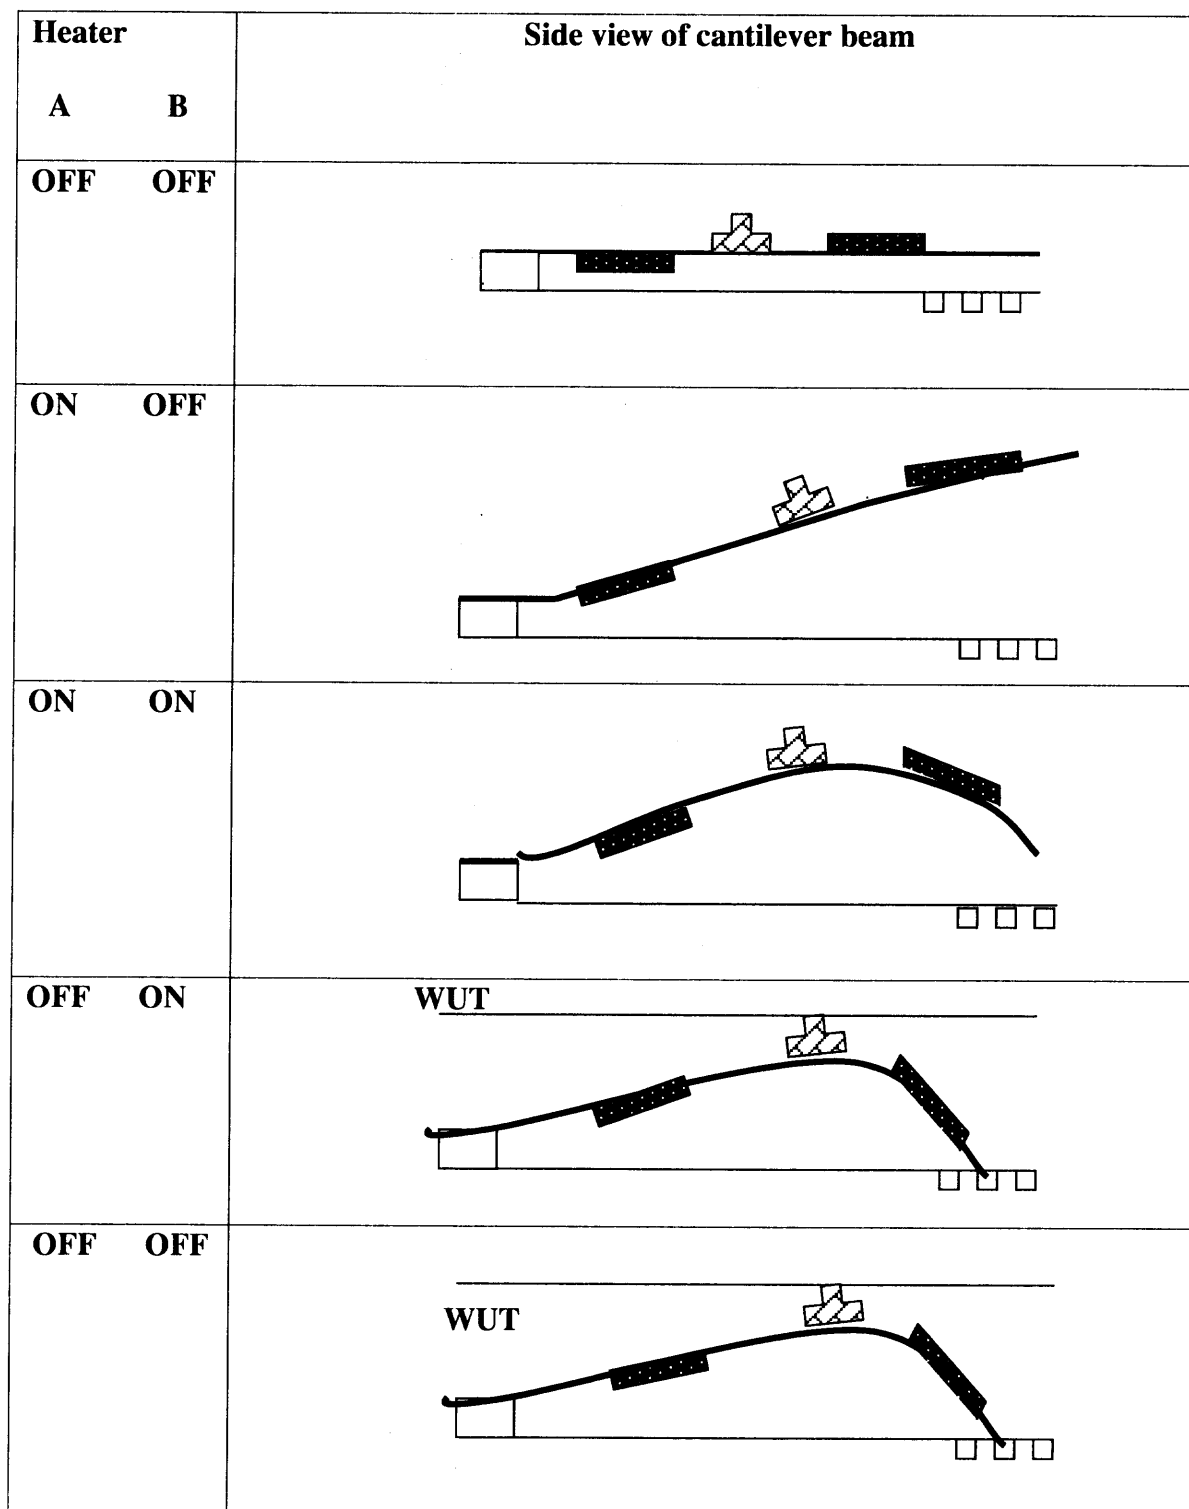 Heater Side view of cantilever beam
A B
OFF OFF
ON OFF
ON ON
OFF ON WUT
OFF OFF
WUT